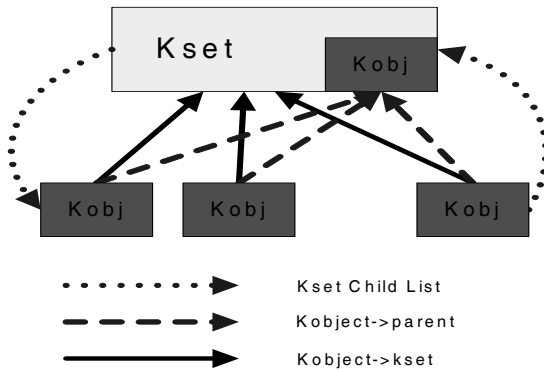 Kset
Kobj
Kobj
Kobj
Kobj
Kset Child List
Kobject->parent
Kobject->kset